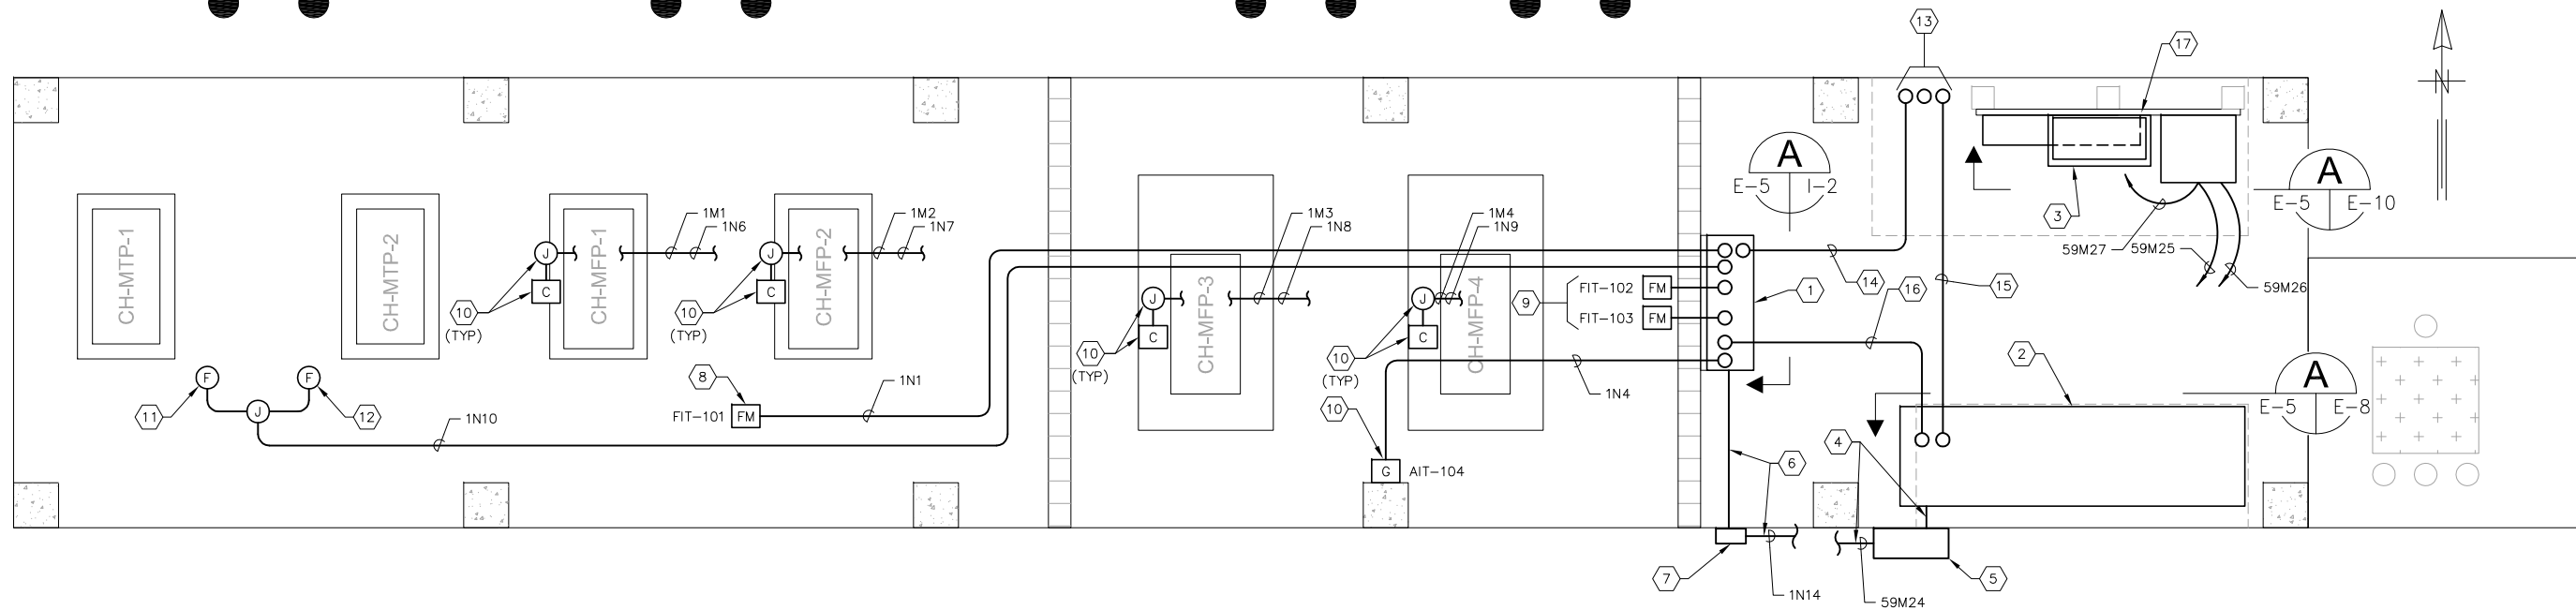 13
17
N
A
E-5 I-2
A
E-5 E-10
3
59M27
59M25
59M26
CH-MTP-1
CH-MTP-2
CH-MFP-1
CH-MFP-2
CH-MFP-3
CH-MFP-4
1M1
1N6
1M2
1N7
1M3
1N8
1M4
1N9
J
C
10
(TYP)
J
C
10
(TYP)
J
C
10
(TYP)
J
C
10
(TYP)
9
FIT-102 FM
FIT-103 FM
1
14
16
15
2
A
E-5 E-8
11
F
J
F
12
1N10
8
FIT-101 FM
1N1
10
G AIT-104
1N4
6
4
7
1N14
59M24
5